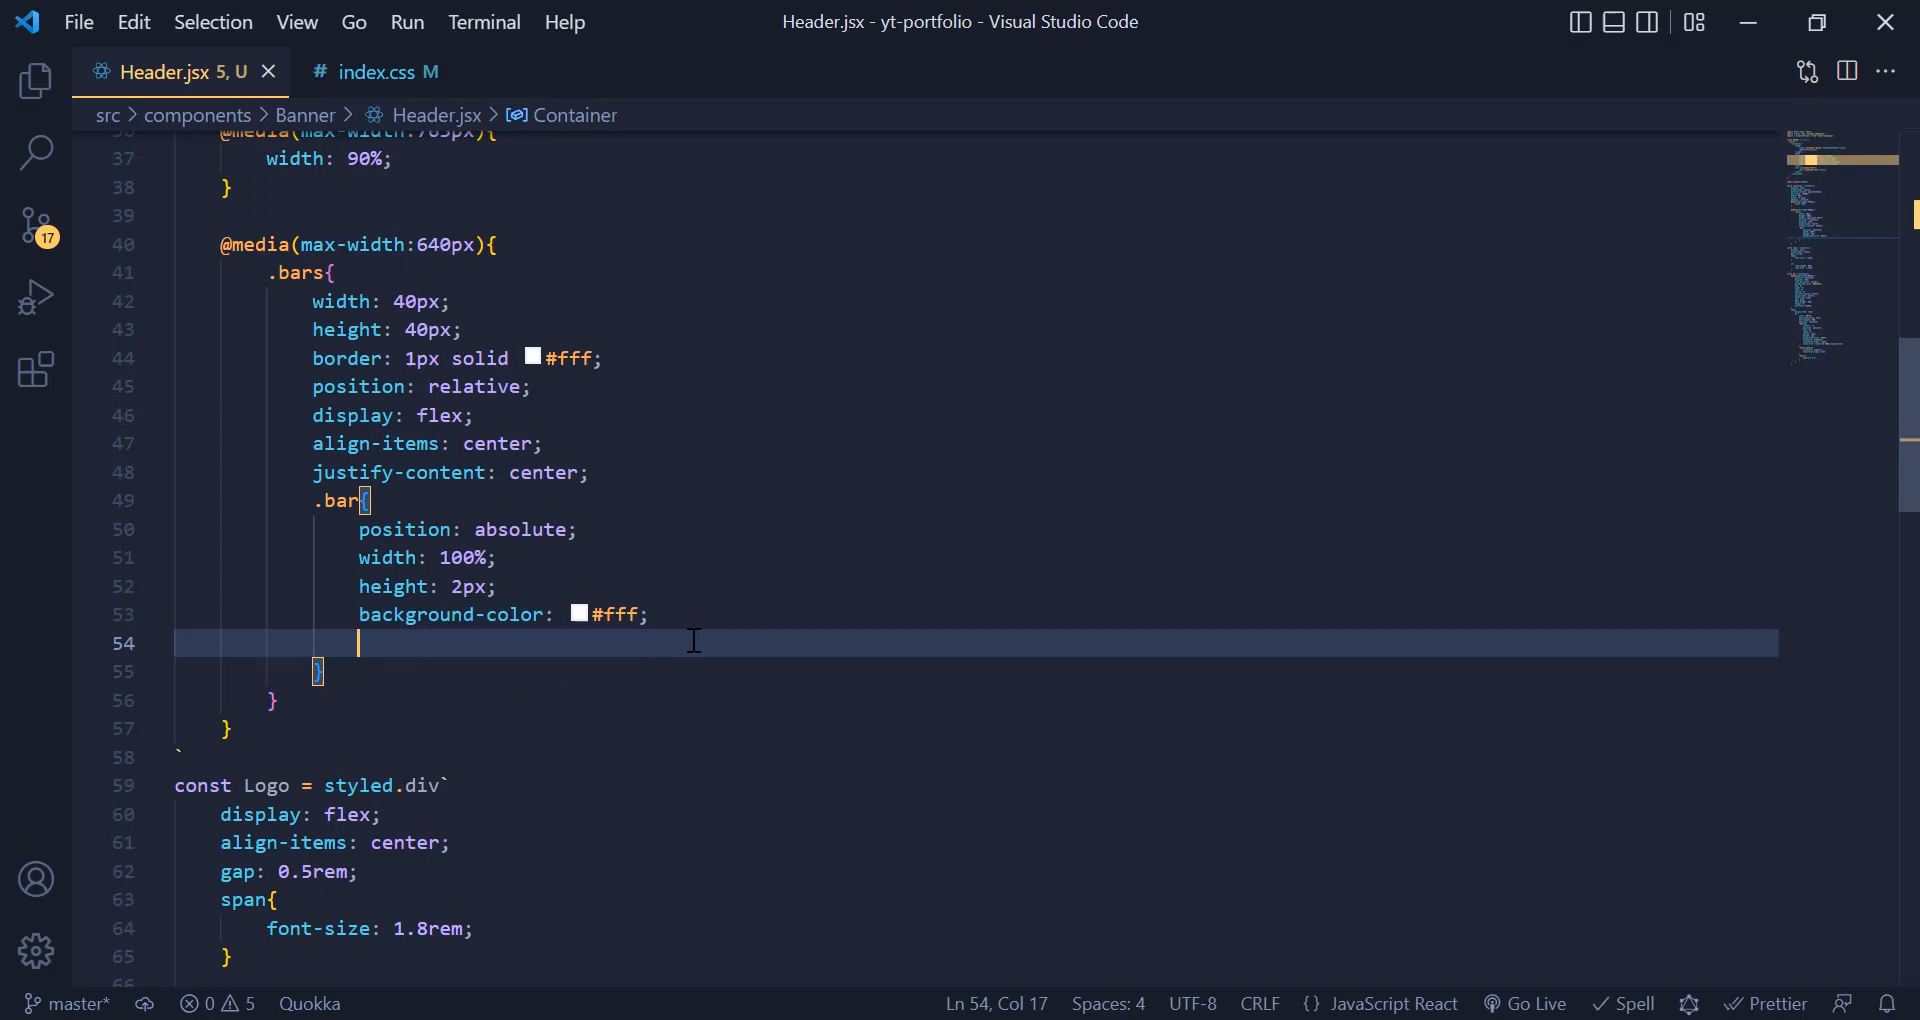 File Edit Selection View Go Run Terminal Help
Header.jsx - yt-portfolio - Visual Studio Code
Header.jsx 5, U
# index.css M
src > components > Banner > Header.jsx > Container
36 @media(max-width:765px){
37 width: 90%;
38 }
39
40 @media(max-width:640px){
41 .bars{
42 width: 40px;
43 height: 40px;
44 border: 1px solid #fff;
45 position: relative;
46 display: flex;
47 align-items: center;
48 justify-content: center;
49 .bar{
50 position: absolute;
51 width: 100%;
52 height: 2px;
53 background-color: #fff;
54
55 }
56 }
57 }
58 `
59 const Logo = styled.div`
60 display: flex;
61 align-items: center;
62 gap: 0.5rem;
63 span{
64 font-size: 1.8rem;
65 }
66
17
master* 0 5 Quokka
Ln 54, Col 17 Spaces: 4 UTF-8 CRLF {} JavaScript React Go Live Spell Prettier